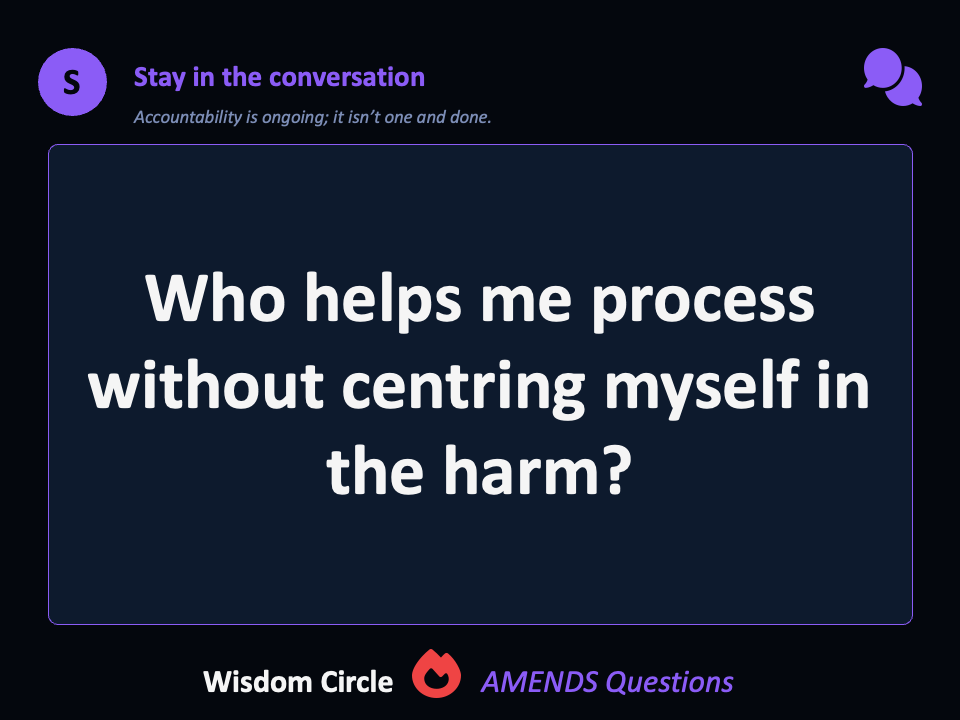 S
Stay in the conversation
Accountability is ongoing; it isn’t one and done.
Who helps me process
without centring myself in
the harm?
Wisdom Circle
AMENDS Questions